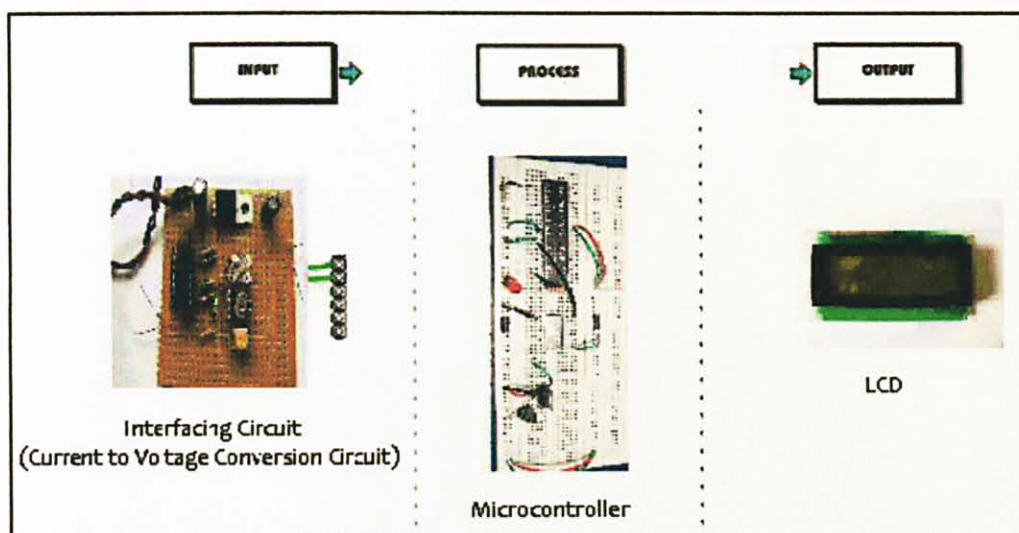 INPUT
PROCESS
OUTPUT
Interfacing Circuit
(Current to Voltage Conversion Circuit)
Microcontroller
LCD